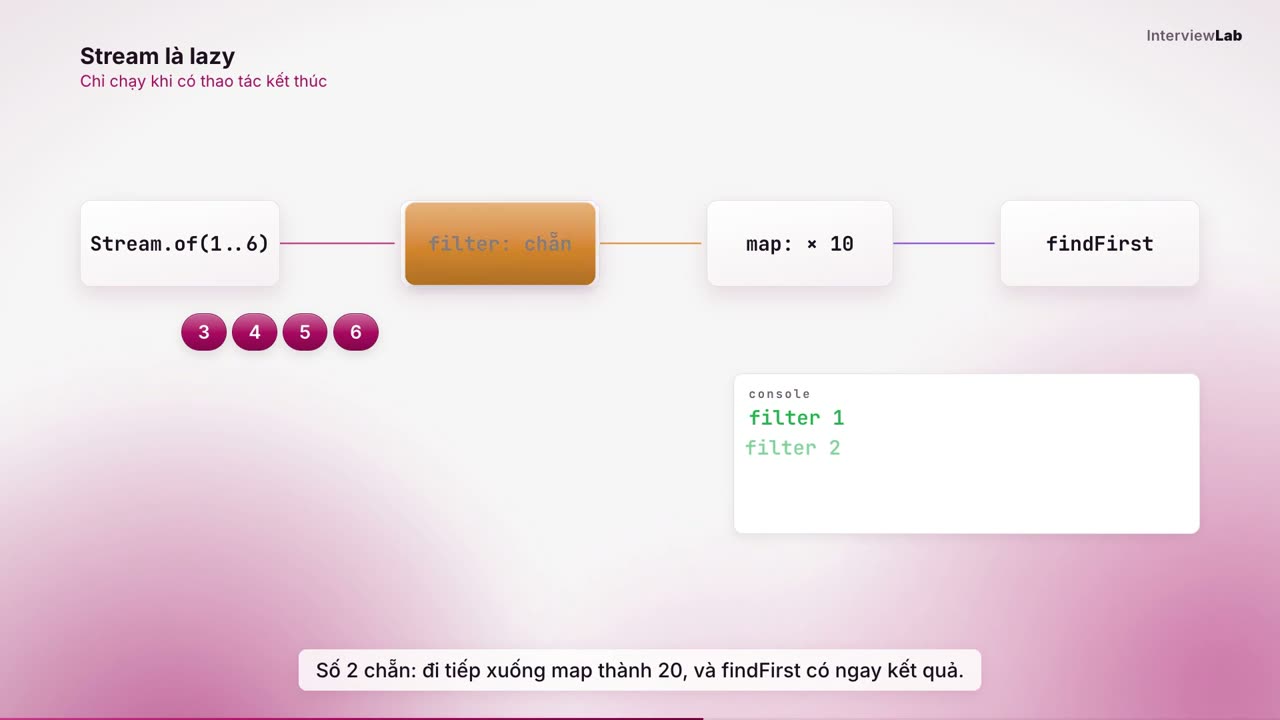 InterviewLab
Stream là lazy
Chỉ chạy khi có thao tác kết thúc
Stream.of(1..6)
filter: chẵn
map: × 10
findFirst
3 4 5 6
console
filter 1
filter 2
Số 2 chẵn: đi tiếp xuống map thành 20, và findFirst có ngay kết quả.